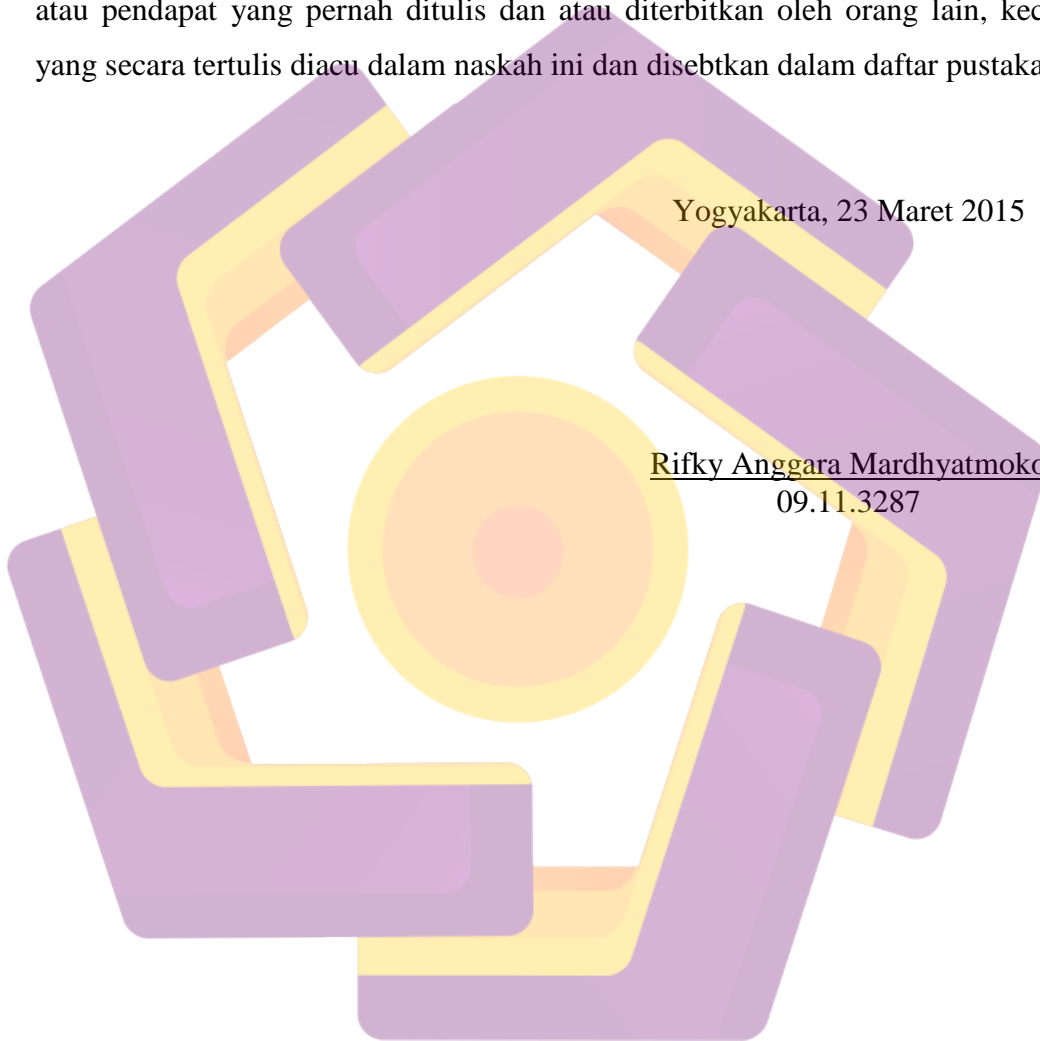 atau pendapat yang pernah ditulis dan atau diterbitkan oleh orang lain, kec
yang secara tertulis diacu dalam naskah ini dan disebtkan dalam daftar pustaka
Yogyakarta, 23 Maret 2015
Rifky Anggara Mardhyatmoko
09.11.3287